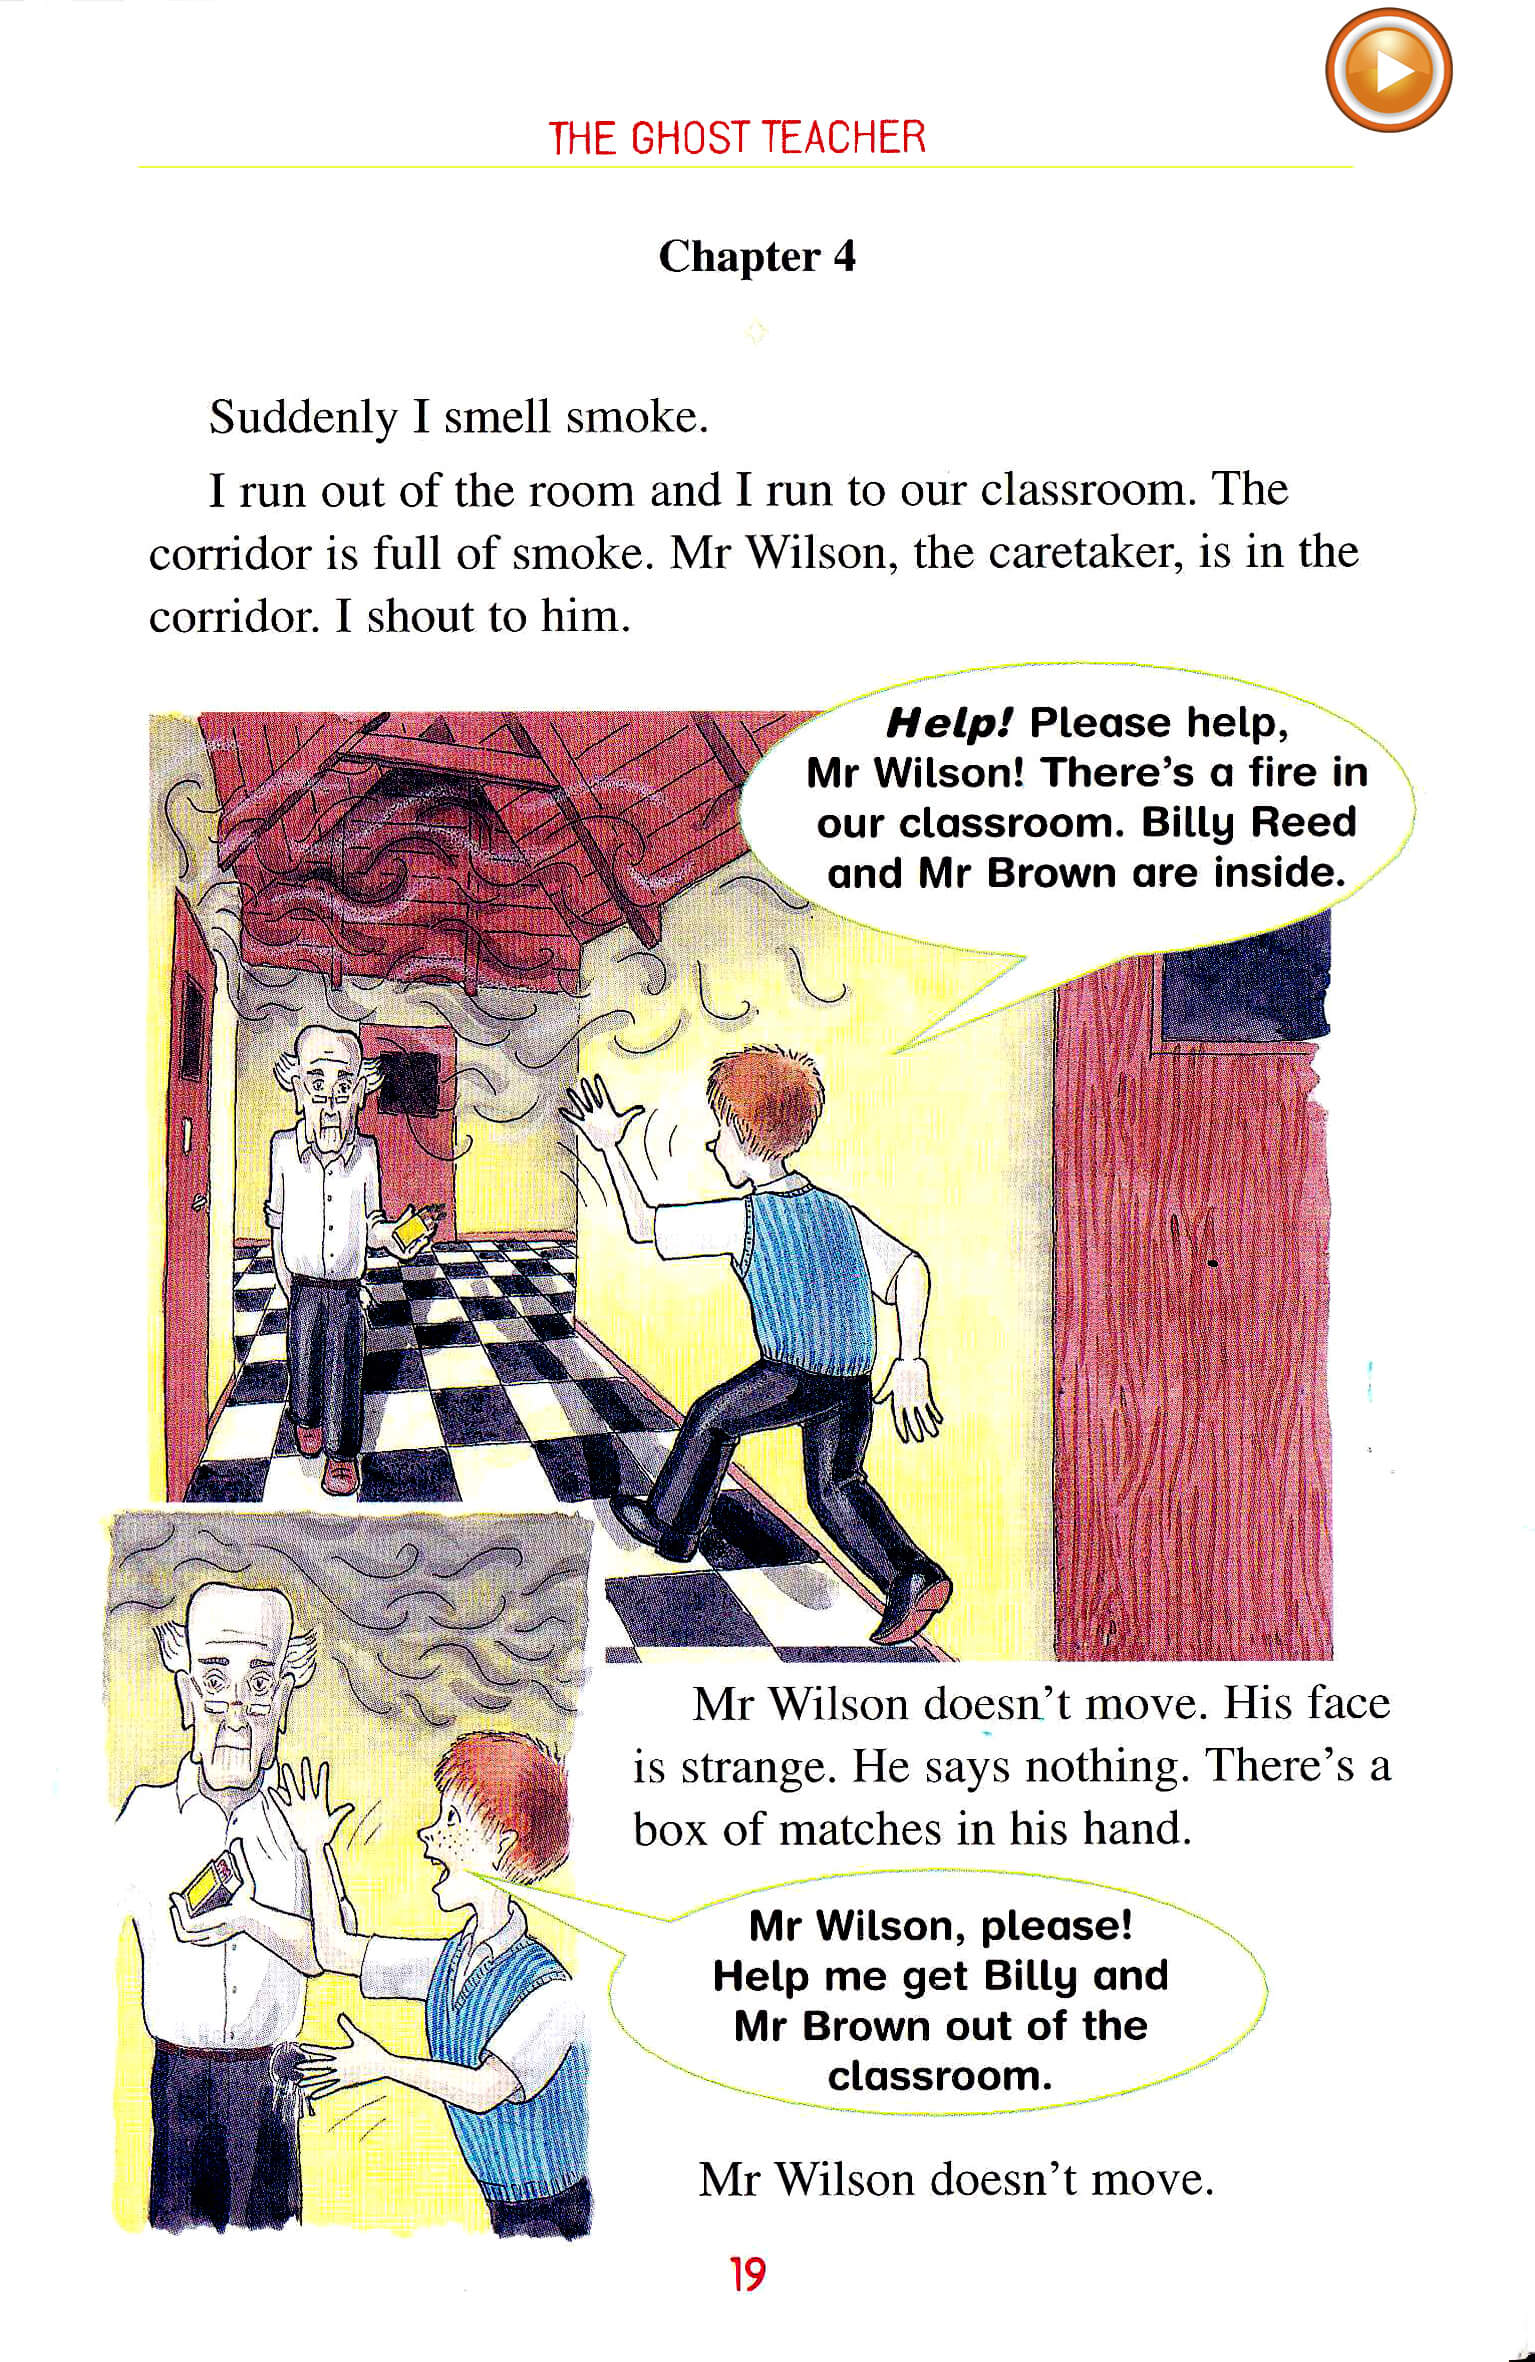 THE GHOST TEACHER
Chapter 4
Suddenly I smell smoke.
I run out of the room and I run to our classroom. The
corridor is full of smoke. Mr Wilson, the caretaker, is in the
corridor. I shout to him.
Help! Please help,
Mr Wilson! There's a fire in
our classroom. Billy Reed
and Mr Brown are inside.
Mr Wilson doesn't move. His face
is strange. He says nothing. There's a
box of matches in his hand.
Mr Wilson, please!
Help me get Billy and
Mr Brown out of the
classroom.
Mr Wilson doesn't move.
19